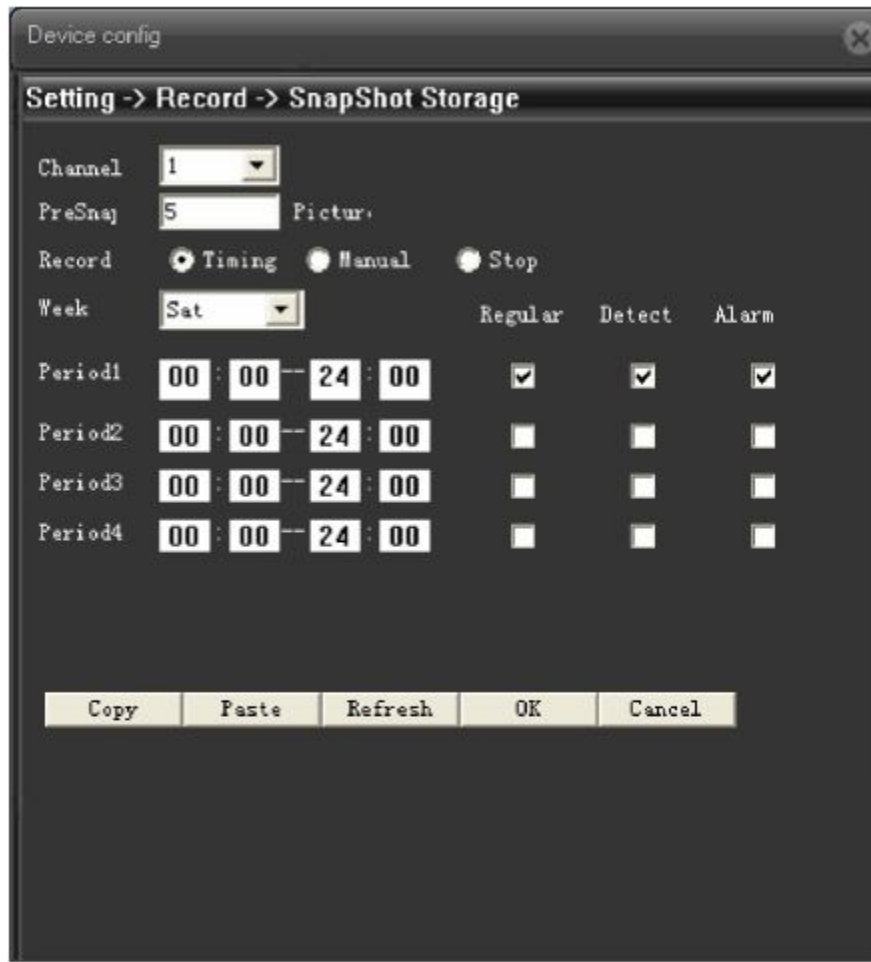 Device config
Setting -> Record -> SnapShot Storage
Channel 1
PreSnap 5 Pictur
Record Timing Manual Stop
Week Sat Regular Detect Alarm
Period1 00 : 00 -- 24 : 00
Period2 00 : 00 -- 24 : 00
Period3 00 : 00 -- 24 : 00
Period4 00 : 00 -- 24 : 00
Copy Paste Refresh OK Cancel